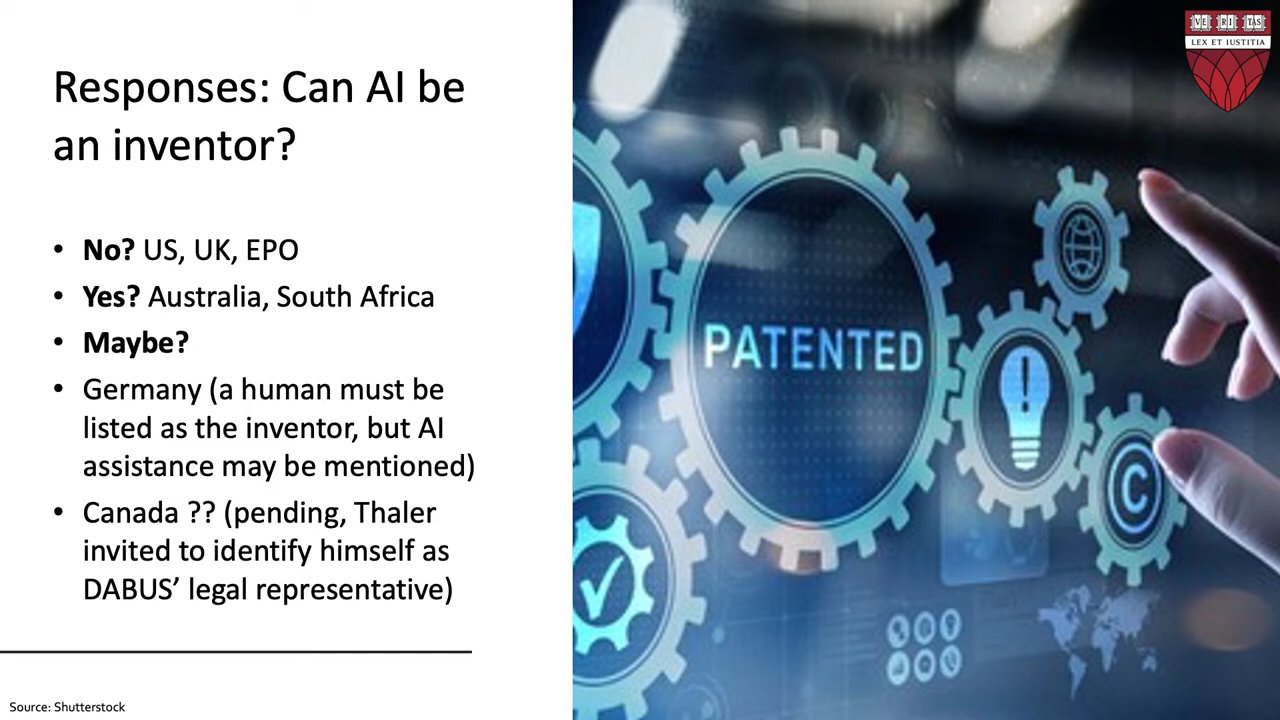 Responses: Can AI be
an inventor?
• No? US, UK, EPO
• Yes? Australia, South Africa
• Maybe?
• Germany (a human must be
listed as the inventor, but AI
assistance may be mentioned)
• Canada ?? (pending, Thaler
invited to identify himself as
DABUS’ legal representative)
Source: Shutterstock
PATENTED
!
C
VE RI TAS
LEX ET IUSTITIA